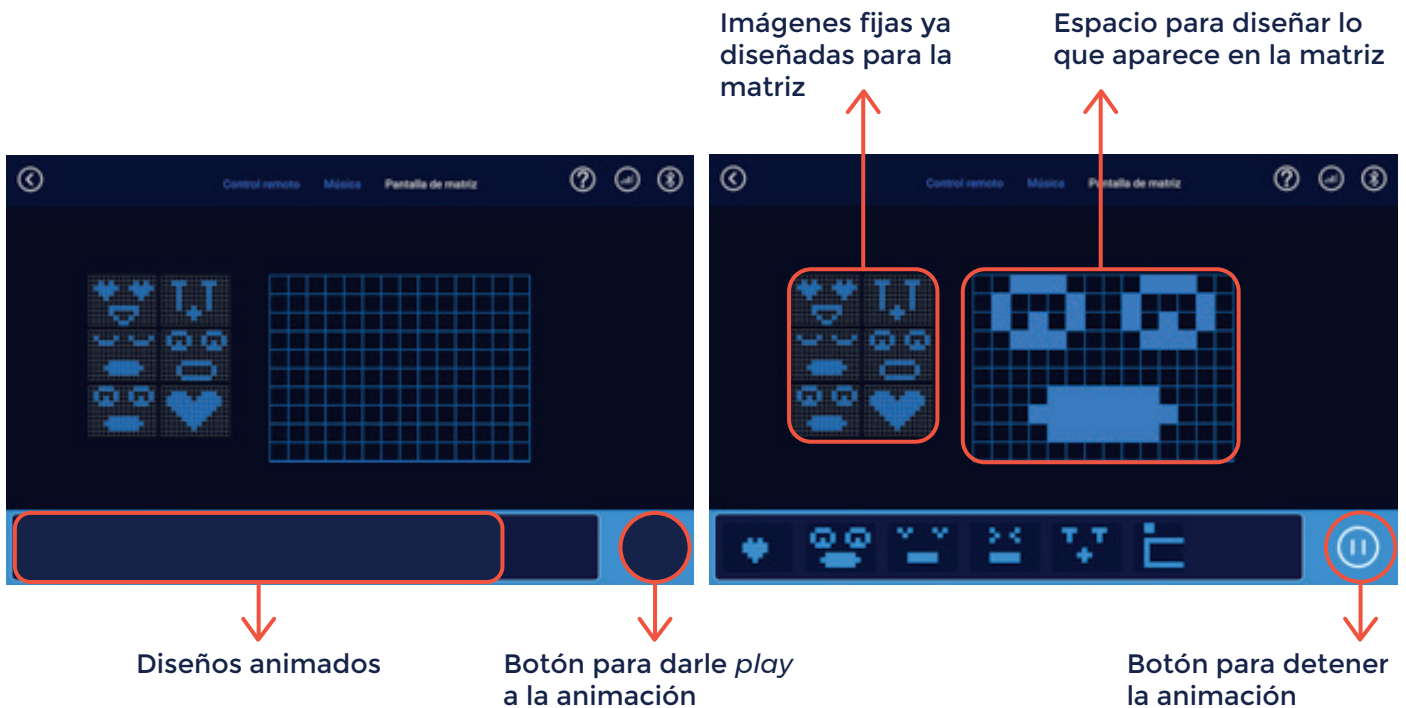 Imágenes fijas ya
diseñadas para la
matriz
Espacio para diseñar lo
que aparece en la matriz
Control remoto Música Pantalla de matriz
Control remoto Música Pantalla de matriz
Diseños animados
Botón para darle play
a la animación
Botón para detener
la animación